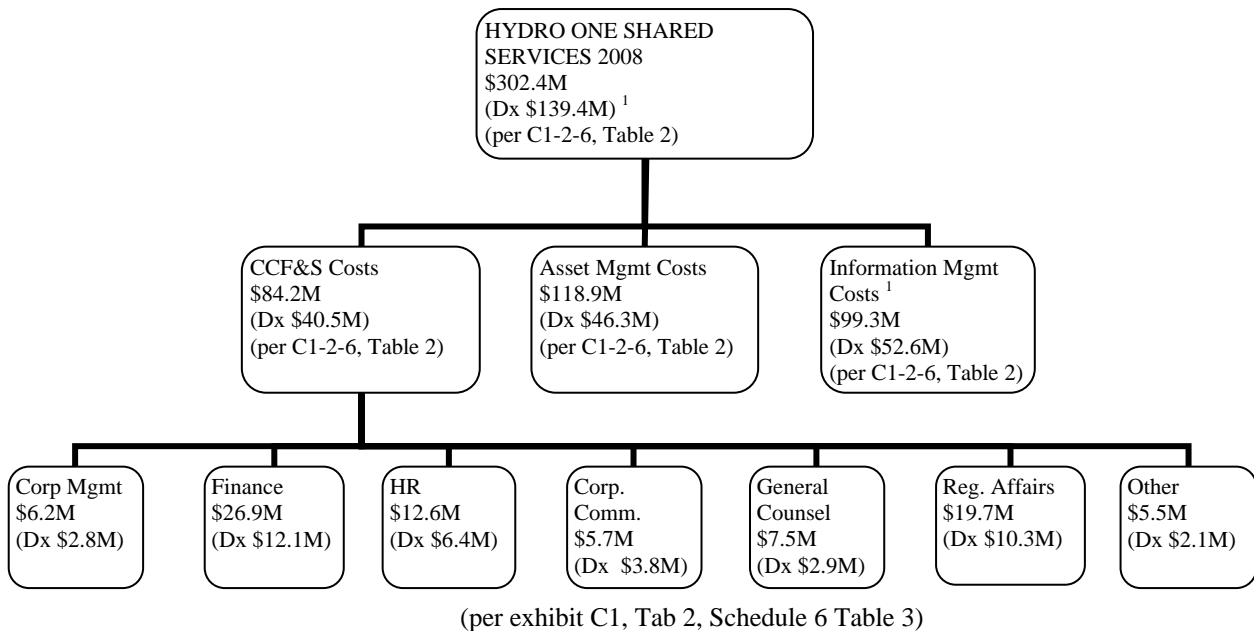 HYDRO ONE SHARED
SERVICES 2008
$302.4M
(Dx $139.4M) 1
(per C1-2-6, Table 2)
CCF&S Costs
$84.2M
(Dx $40.5M)
(per C1-2-6, Table 2)
Asset Mgmt Costs
$118.9M
(Dx $46.3M)
(per C1-2-6, Table 2)
Information Mgmt
Costs 1
$99.3M
(Dx $52.6M)
(per C1-2-6, Table 2)
Corp Mgmt
$6.2M
(Dx $2.8M)
Finance
$26.9M
(Dx $12.1M)
HR
$12.6M
(Dx $6.4M)
Corp.
Comm.
$5.7M
(Dx $3.8M)
General
Counsel
$7.5M
(Dx $2.9M)
Reg. Affairs
$19.7M
(Dx $10.3M)
Other
$5.5M
(Dx $2.1M)
(per exhibit C1, Tab 2, Schedule 6 Table 3)